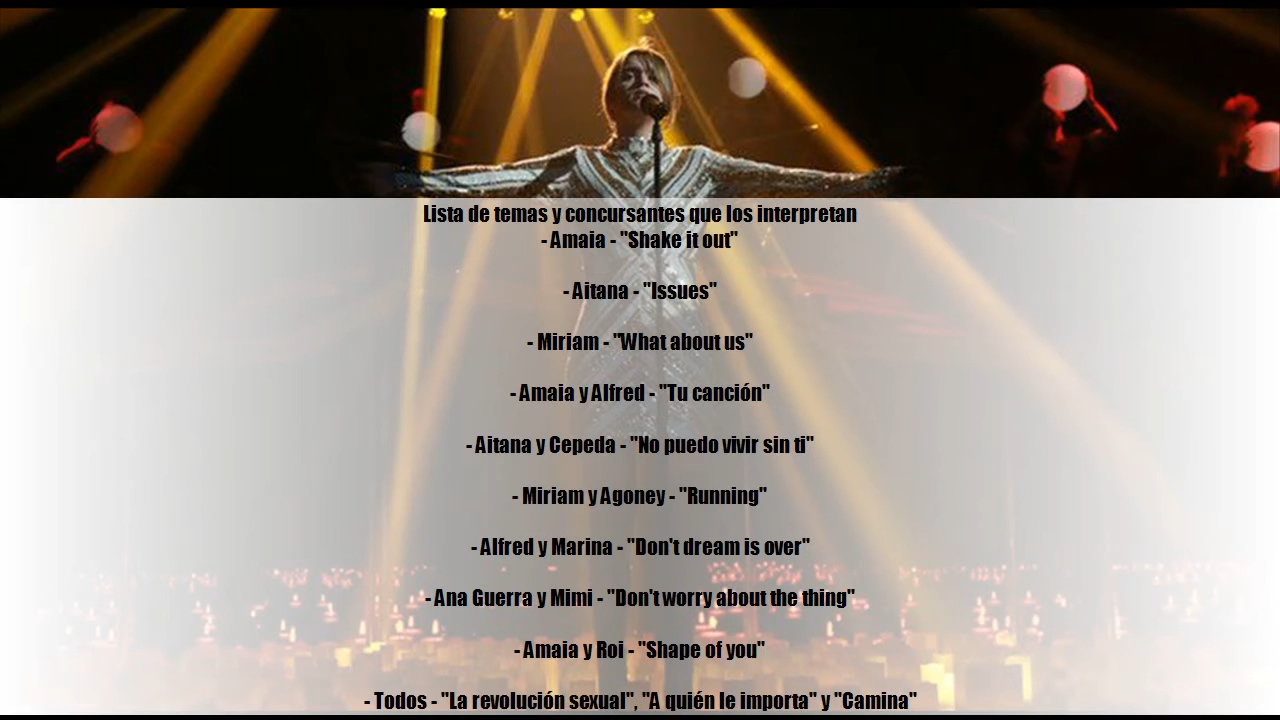 Lista de temas y concursantes que los interpretan
- Amaia - "Shake it out"
- Aitana - "Issues"
- Miriam - "What about us"
- Amaia y Alfred - "Tu canción"
- Aitana y Cepeda - "No puedo vivir sin ti"
- Miriam y Agoney - "Running"
- Alfred y Marina - "Don't dream is over"
- Ana Guerra y Mimi - "Don't worry about the thing"
- Amaia y Roi - "Shape of you"
- Todos - "La revolución sexual", "A quién le importa" y "Camina"